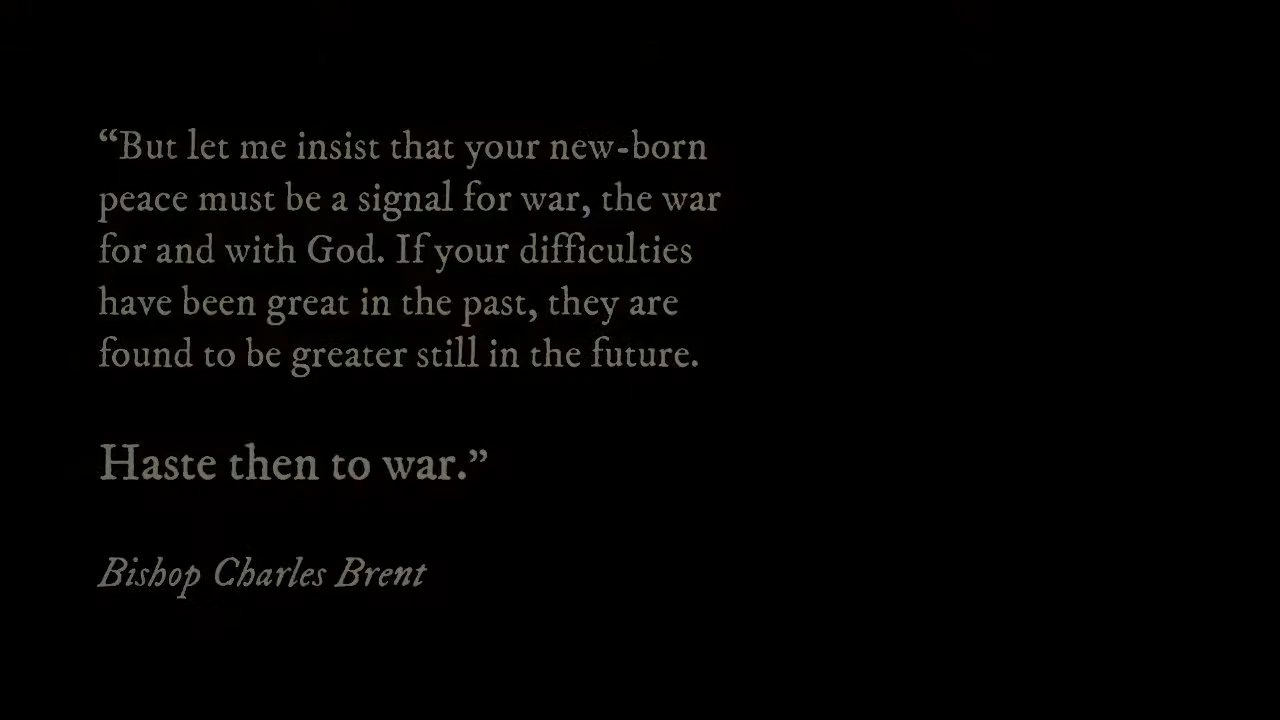 “But let me insist that your new-born
peace must be a signal for war, the war
for and with God. If your difficulties
have been great in the past, they are
found to be greater still in the future.
Haste then to war.”
Bishop Charles Brent